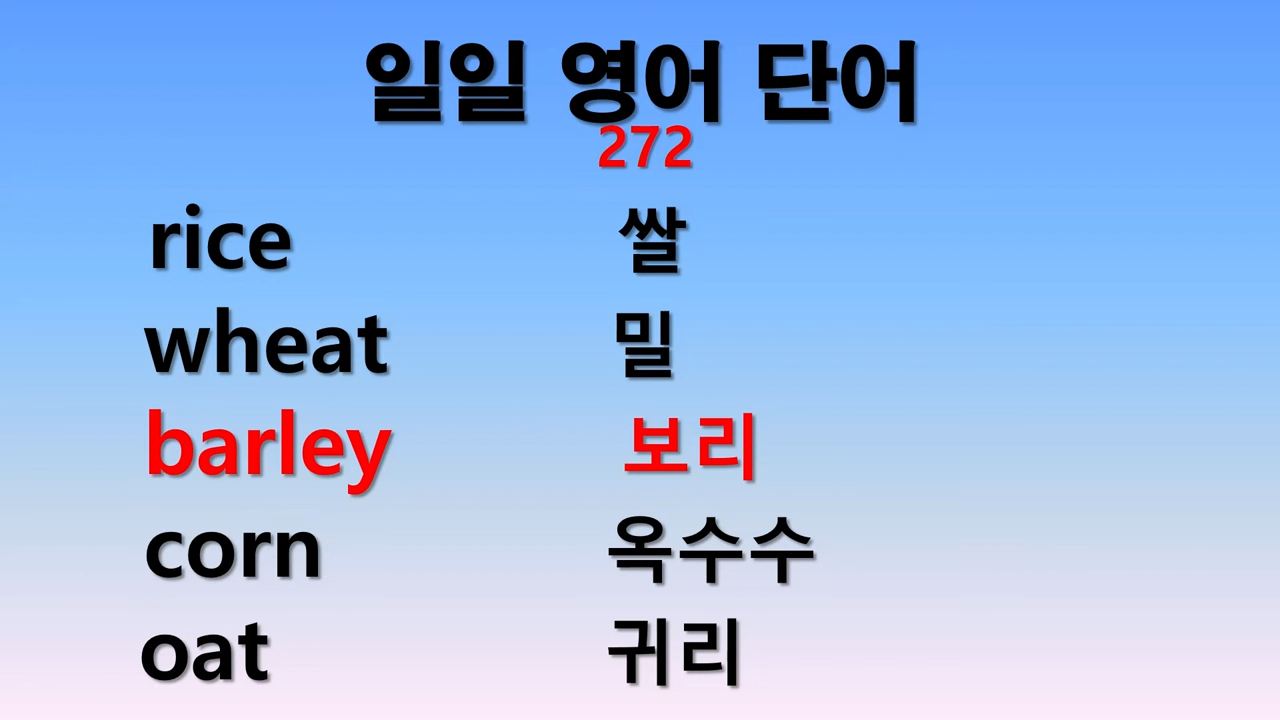 일일 영어 단어
272
rice 쌀
wheat 밀
barley 보리
corn 옥수수
oat 귀리